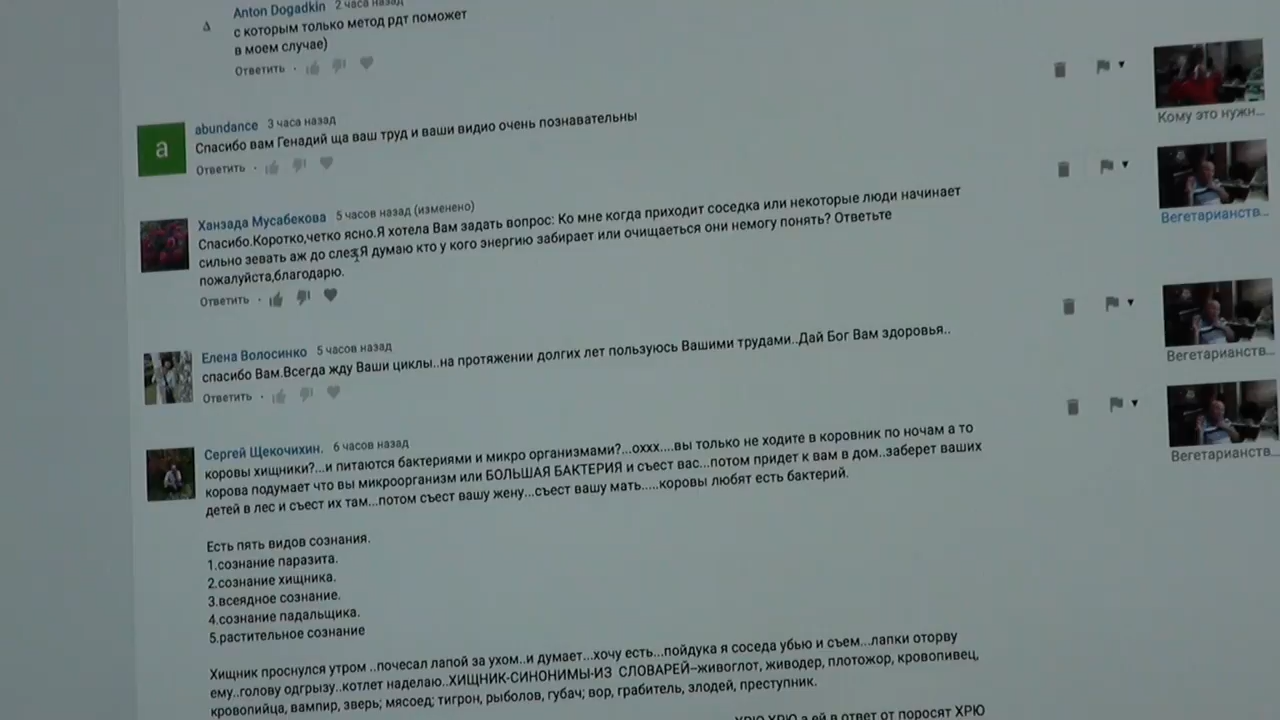 Anton Dogadkin 2 часа назад
с которым только метод рдт поможет
в моем случае)
Ответить
Кому это нужн...
a
abundance 3 часа назад
Спасибо вам Генадий ща ваш труд и ваши видио очень познавательны
Ответить
Вегетарианств...
Ханзада Мусабекова 5 часов назад (изменено)
Спасибо.Коротко,четко ясно.Я хотела Вам задать вопрос: Ко мне когда приходит соседка или некоторые люди начинает
сильно зевать аж до слез.Я думаю кто у кого энергию забирает или очищаеться они немогу понять? Ответьте
пожалуйста,благодарю.
Ответить
Вегетарианств...
Елена Волосинко 5 часов назад
спасибо Вам.Всегда жду Ваши циклы..на протяжении долгих лет пользуюсь Вашими трудами..Дай Бог Вам здоровья..
Ответить
Вегетарианств...
Сергей Щекочихин. 6 часов назад
коровы хищники?...и питаются бактериями и микро организмами?...оххх....вы только не ходите в коровник по ночам а то
корова подумает что вы микроорганизм или БОЛЬШАЯ БАКТЕРИЯ и съест вас...потом придет к вам в дом..заберет ваших
детей в лес и съест их там...потом съест вашу жену...съест вашу мать.....коровы любят есть бактерий.
Есть пять видов сознания.
1.сознание паразита.
2.сознание хищника.
3.всеядное сознание.
4.сознание падальщика.
5.растительное сознание
Хищник проснулся утром ..почесал лапой за ухом..и думает...хочу есть...пойдука я соседа убью и съем...лапки оторву
ему..голову одгрызу..котлет наделаю..ХИЩНИК-СИНОНИМЫ-ИЗ СЛОВАРЕЙ–живоглот, живодер, плотожор, кровопивец,
кровопийца, вампир, зверь; мясоед; тигрон, рыболов, губач; вор, грабитель, злодей, преступник.
ХРЮ ХРЮ а ей в ответ от поросят ХРЮ